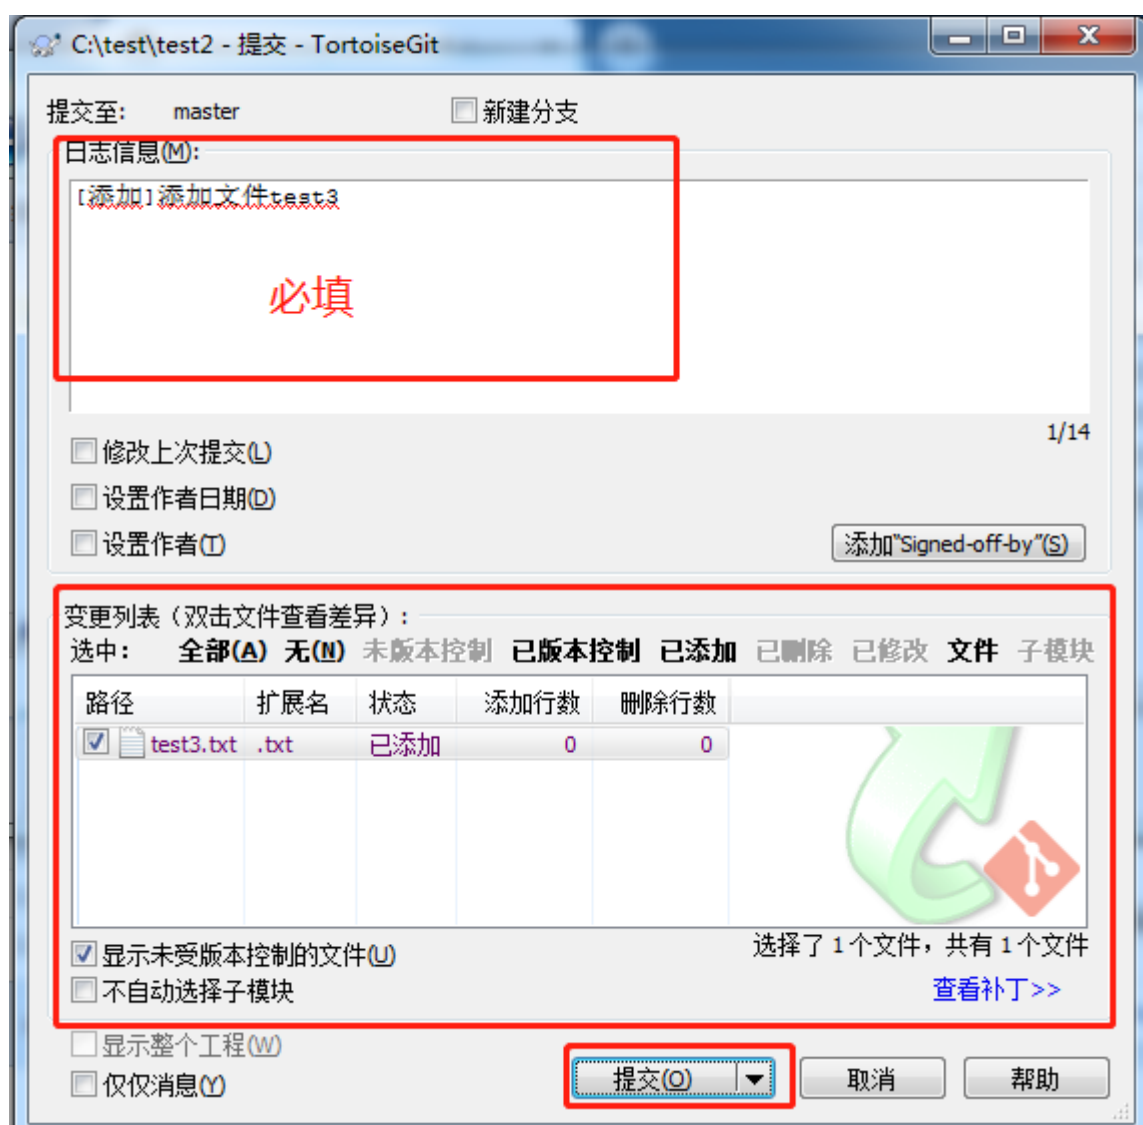 C:\test\test2 - 提交 - TortoiseGit
提交至: master 新建分支
日志信息(M):
[添加]添加文件test3
必填
1/14
修改上次提交(L)
设置作者日期(D)
设置作者(T)
添加"Signed-off-by"(S)
变更列表（双击文件查看差异）:
选中: 全部(A) 无(N) 未版本控制 已版本控制 已添加 已删除 已修改 文件 子模块
路径 扩展名 状态 添加行数 删除行数
test3.txt .txt 已添加 0 0
显示未受版本控制的文件(U)
选择了 1 个文件，共有 1 个文件
不自动选择子模块
查看补丁>>
显示整个工程(W)
仅仅消息(Y)
提交(O) 取消 帮助